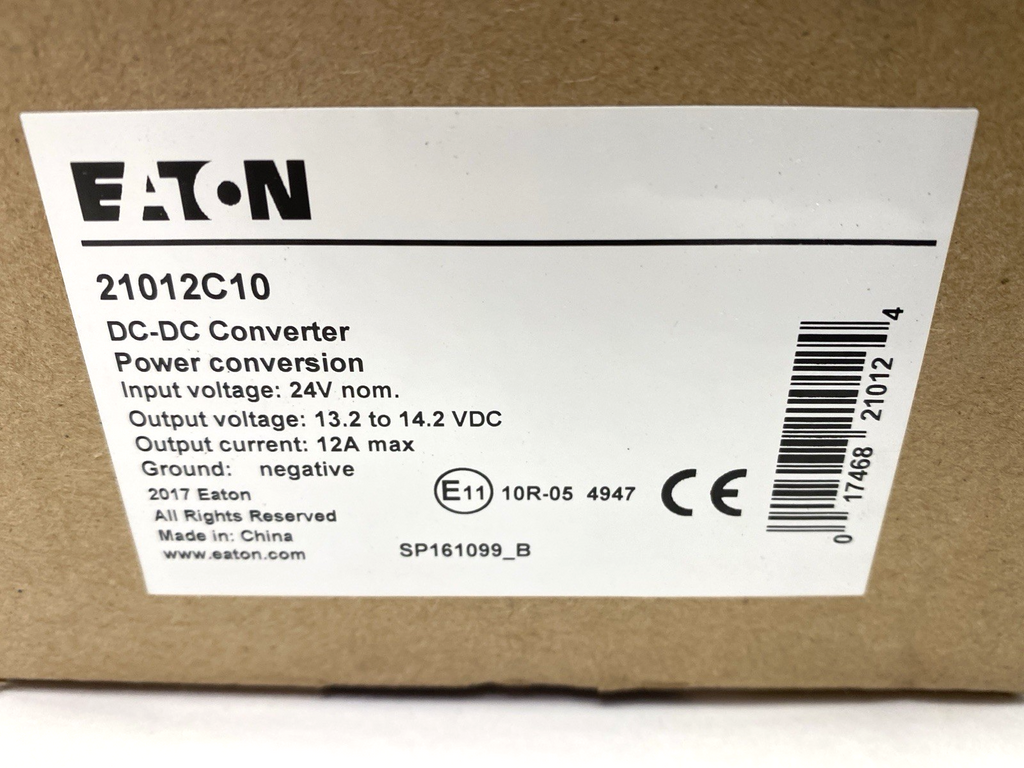 EATON
21012C10
DC-DC Converter
Power conversion
Input voltage: 24V nom.
Output voltage: 13.2 to 14.2 VDC
Output current: 12A max
Ground: negative
2017 Eaton
All Rights Reserved
Made in: China
www.eaton.com
E11 10R-05 4947 CE
SP161099_B
0 17468 21012 4